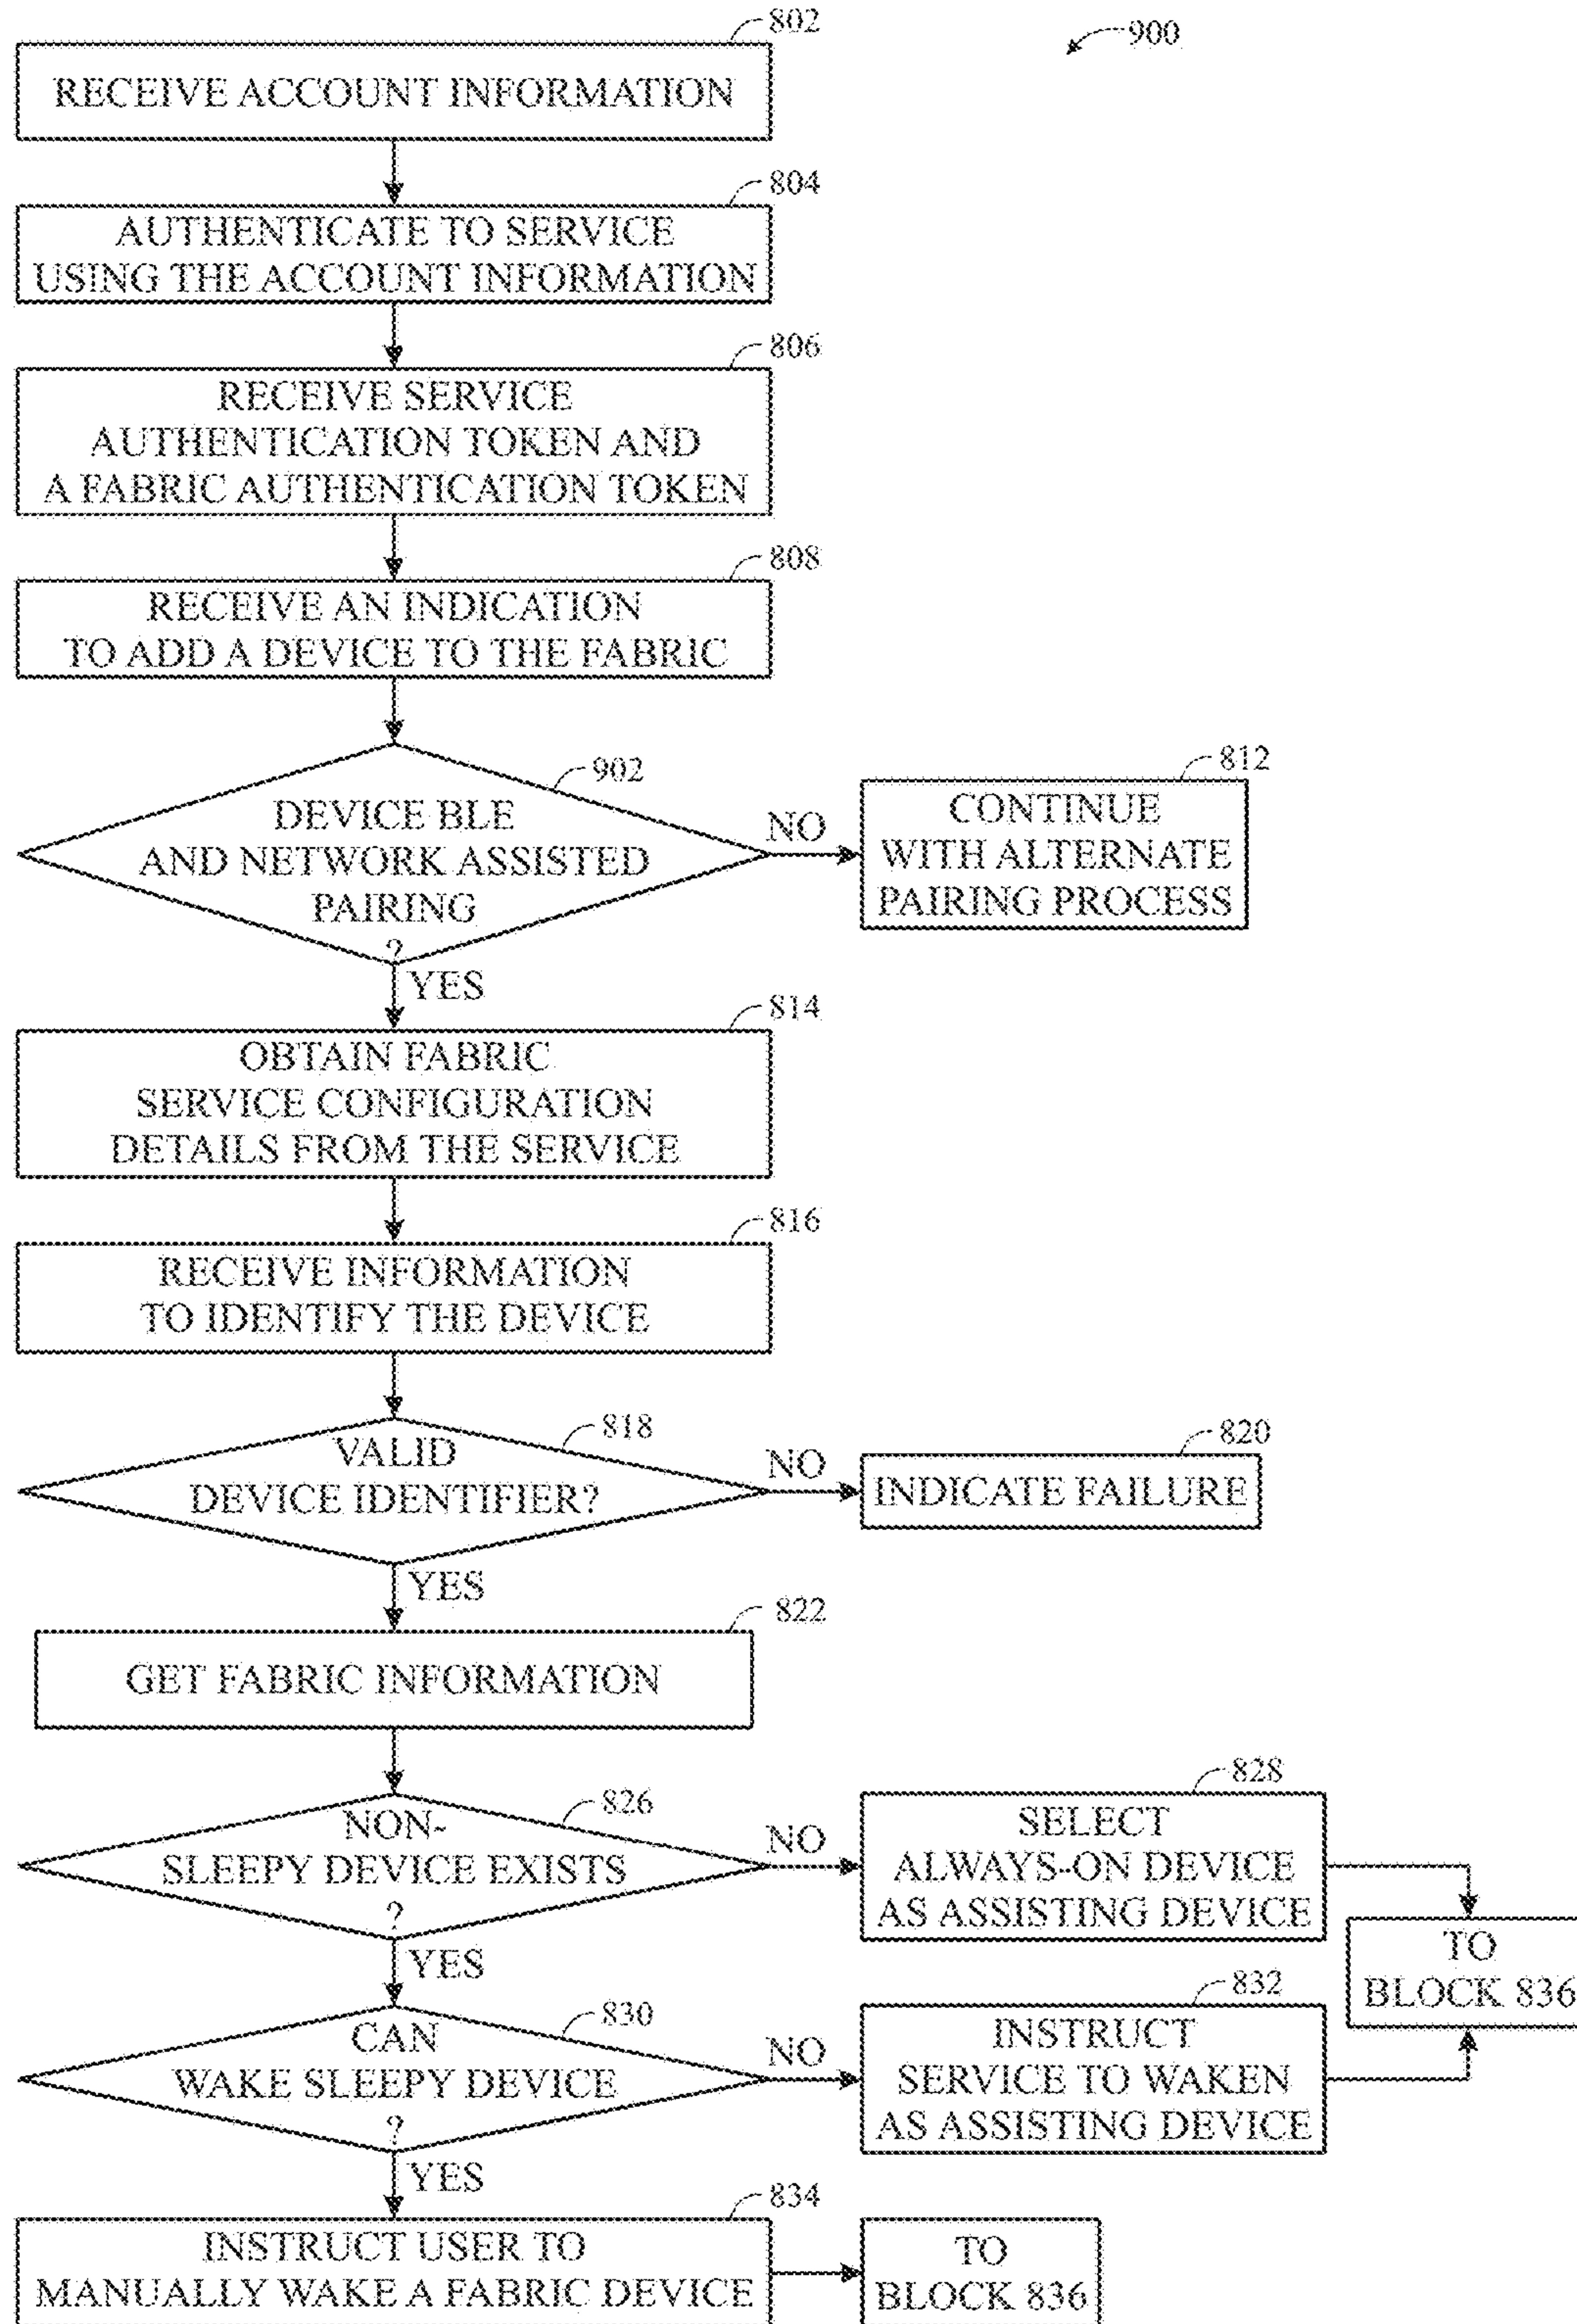 802
900
RECEIVE ACCOUNT INFORMATION
804
AUTHENTICATE TO SERVICE
USING THE ACCOUNT INFORMATION
806
RECEIVE SERVICE
AUTHENTICATION TOKEN AND
A FABRIC AUTHENTICATION TOKEN
808
RECEIVE AN INDICATION
TO ADD A DEVICE TO THE FABRIC
902
DEVICE BLE
AND NETWORK ASSISTED
PAIRING
?
NO
812
CONTINUE
WITH ALTERNATE
PAIRING PROCESS
YES
814
OBTAIN FABRIC
SERVICE CONFIGURATION
DETAILS FROM THE SERVICE
816
RECEIVE INFORMATION
TO IDENTIFY THE DEVICE
818
VALID
DEVICE IDENTIFIER?
NO
820
INDICATE FAILURE
YES
822
GET FABRIC INFORMATION
826
NON-
SLEEPY DEVICE EXISTS
?
NO
828
SELECT
ALWAYS-ON DEVICE
AS ASSISTING DEVICE
TO
BLOCK 836
YES
830
CAN
WAKE SLEEPY DEVICE
?
NO
832
INSTRUCT
SERVICE TO WAKEN
AS ASSISTING DEVICE
YES
834
INSTRUCT USER TO
MANUALLY WAKE A FABRIC DEVICE
TO
BLOCK 836